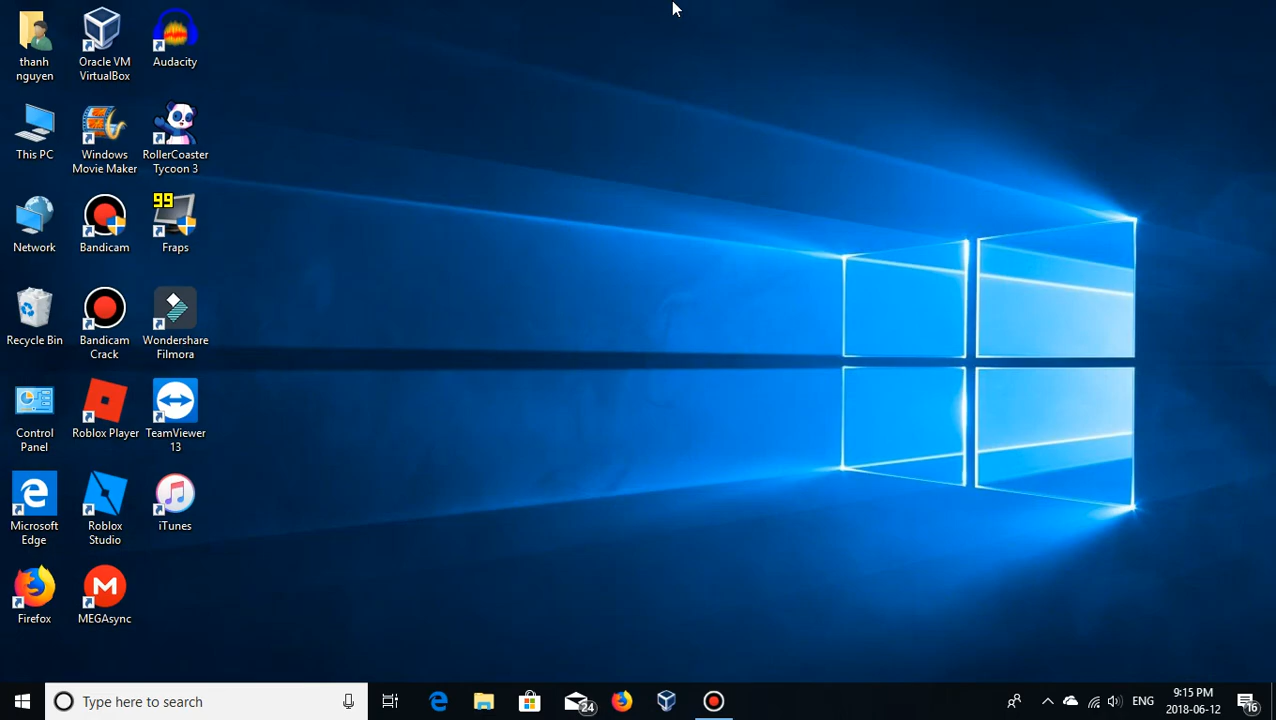 thanh
nguyen
Oracle VM
VirtualBox
Audacity
This PC
Windows
Movie Maker
RollerCoaster
Tycoon 3
Network
Bandicam
99
Fraps
Recycle Bin
Bandicam
Crack
Wondershare
Filmora
Control
Panel
Roblox Player
TeamViewer
13
Microsoft
Edge
Roblox
Studio
iTunes
Firefox
M
MEGAsync
Type here to search
24
ENG
9:15 PM
2018-06-12
16